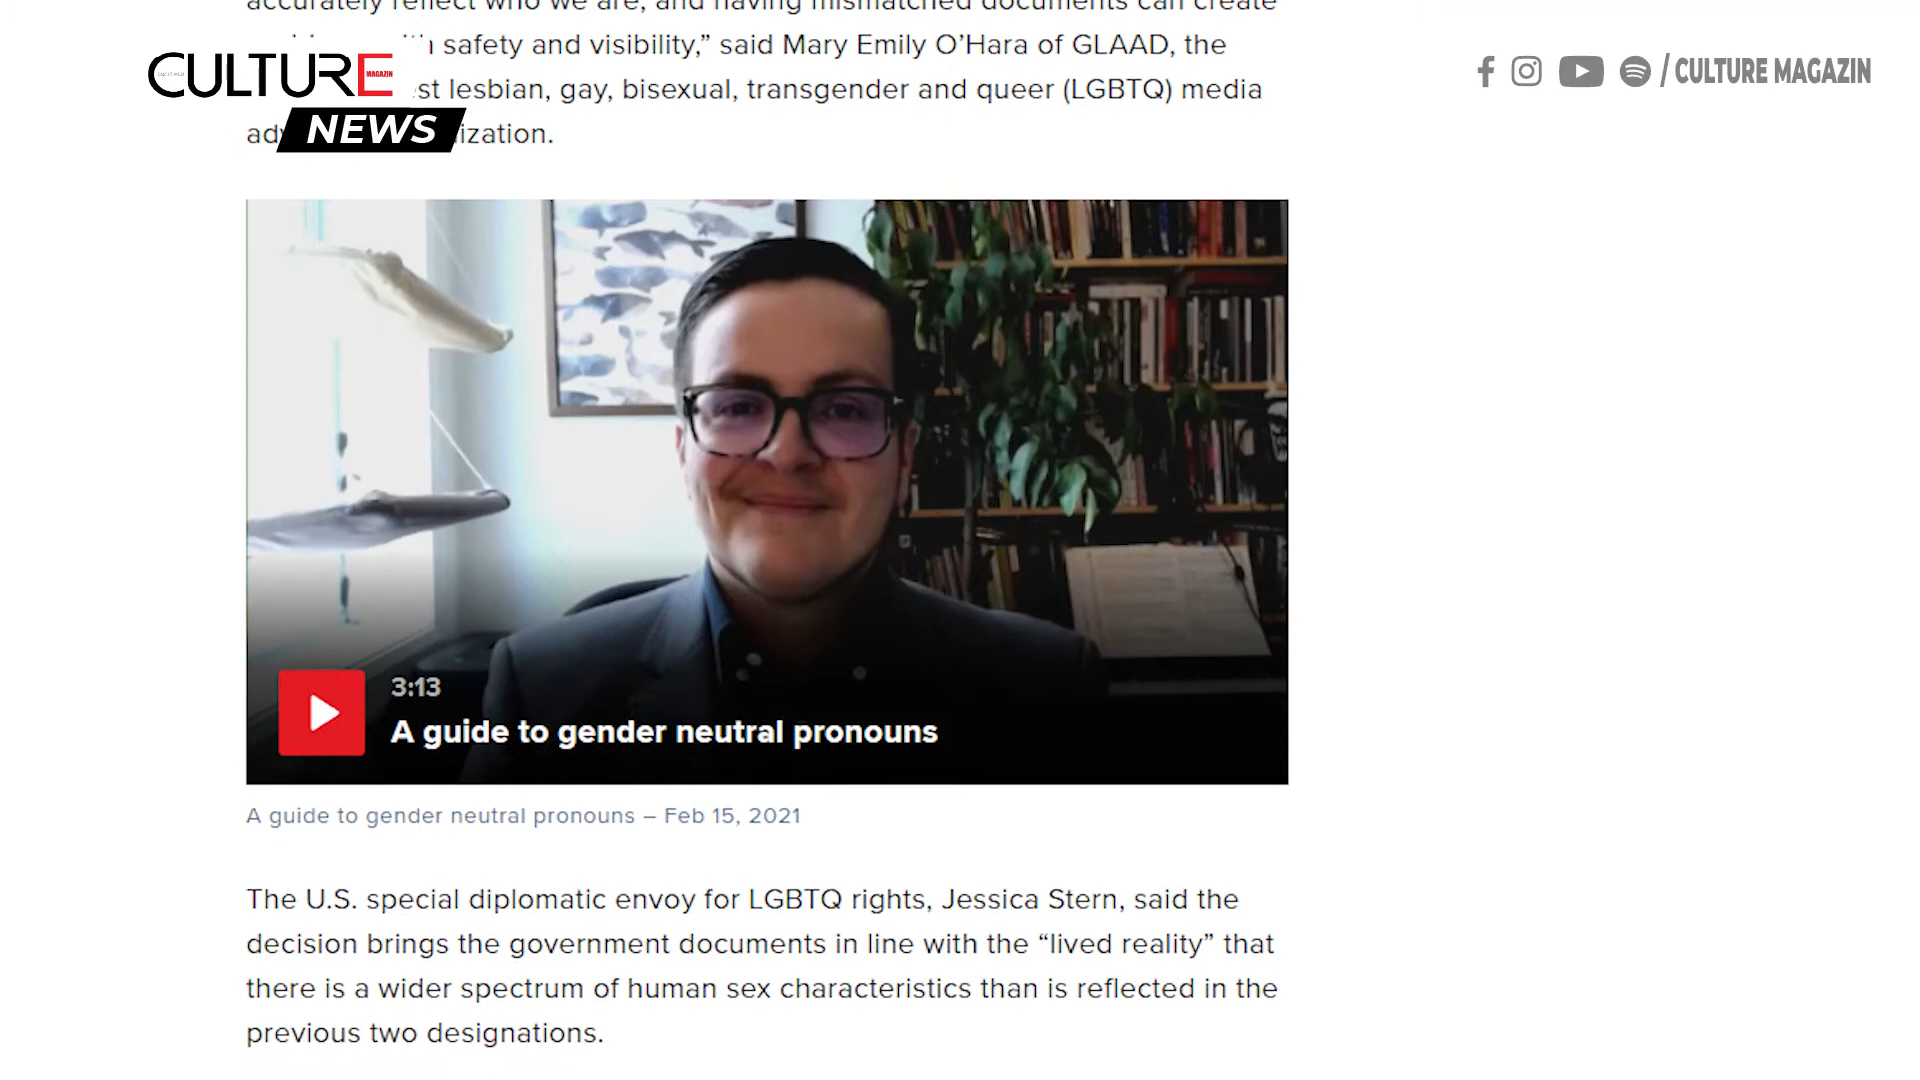 accurately reflect who we are, and having mismatched documents can create
safety and visibility,” said Mary Emily O’Hara of GLAAD, the
lesbian, gay, bisexual, transgender and queer (LGBTQ) media
CULTURE
MAGAZIN
NEWS
/ CULTURE MAGAZIN
3:13
A guide to gender neutral pronouns
A guide to gender neutral pronouns – Feb 15, 2021
The U.S. special diplomatic envoy for LGBTQ rights, Jessica Stern, said the
decision brings the government documents in line with the “lived reality” that
there is a wider spectrum of human sex characteristics than is reflected in the
previous two designations.